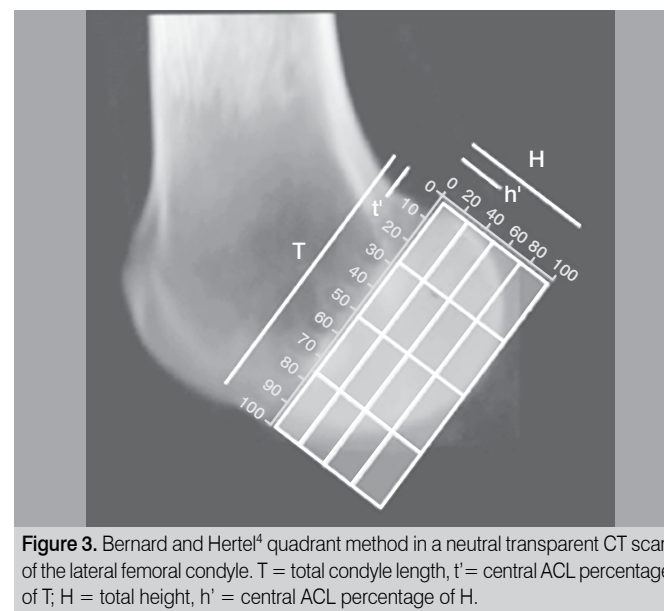 H
h'
0 20 40 60 80 100
T
t'
0
10
20
30
40
50
60
70
80
90
100
Figure 3. Bernard and Hertel⁴ quadrant method in a neutral transparent CT scan
of the lateral femoral condyle. T = total condyle length, t'= central ACL percentage
of T; H = total height, h' = central ACL percentage of H.